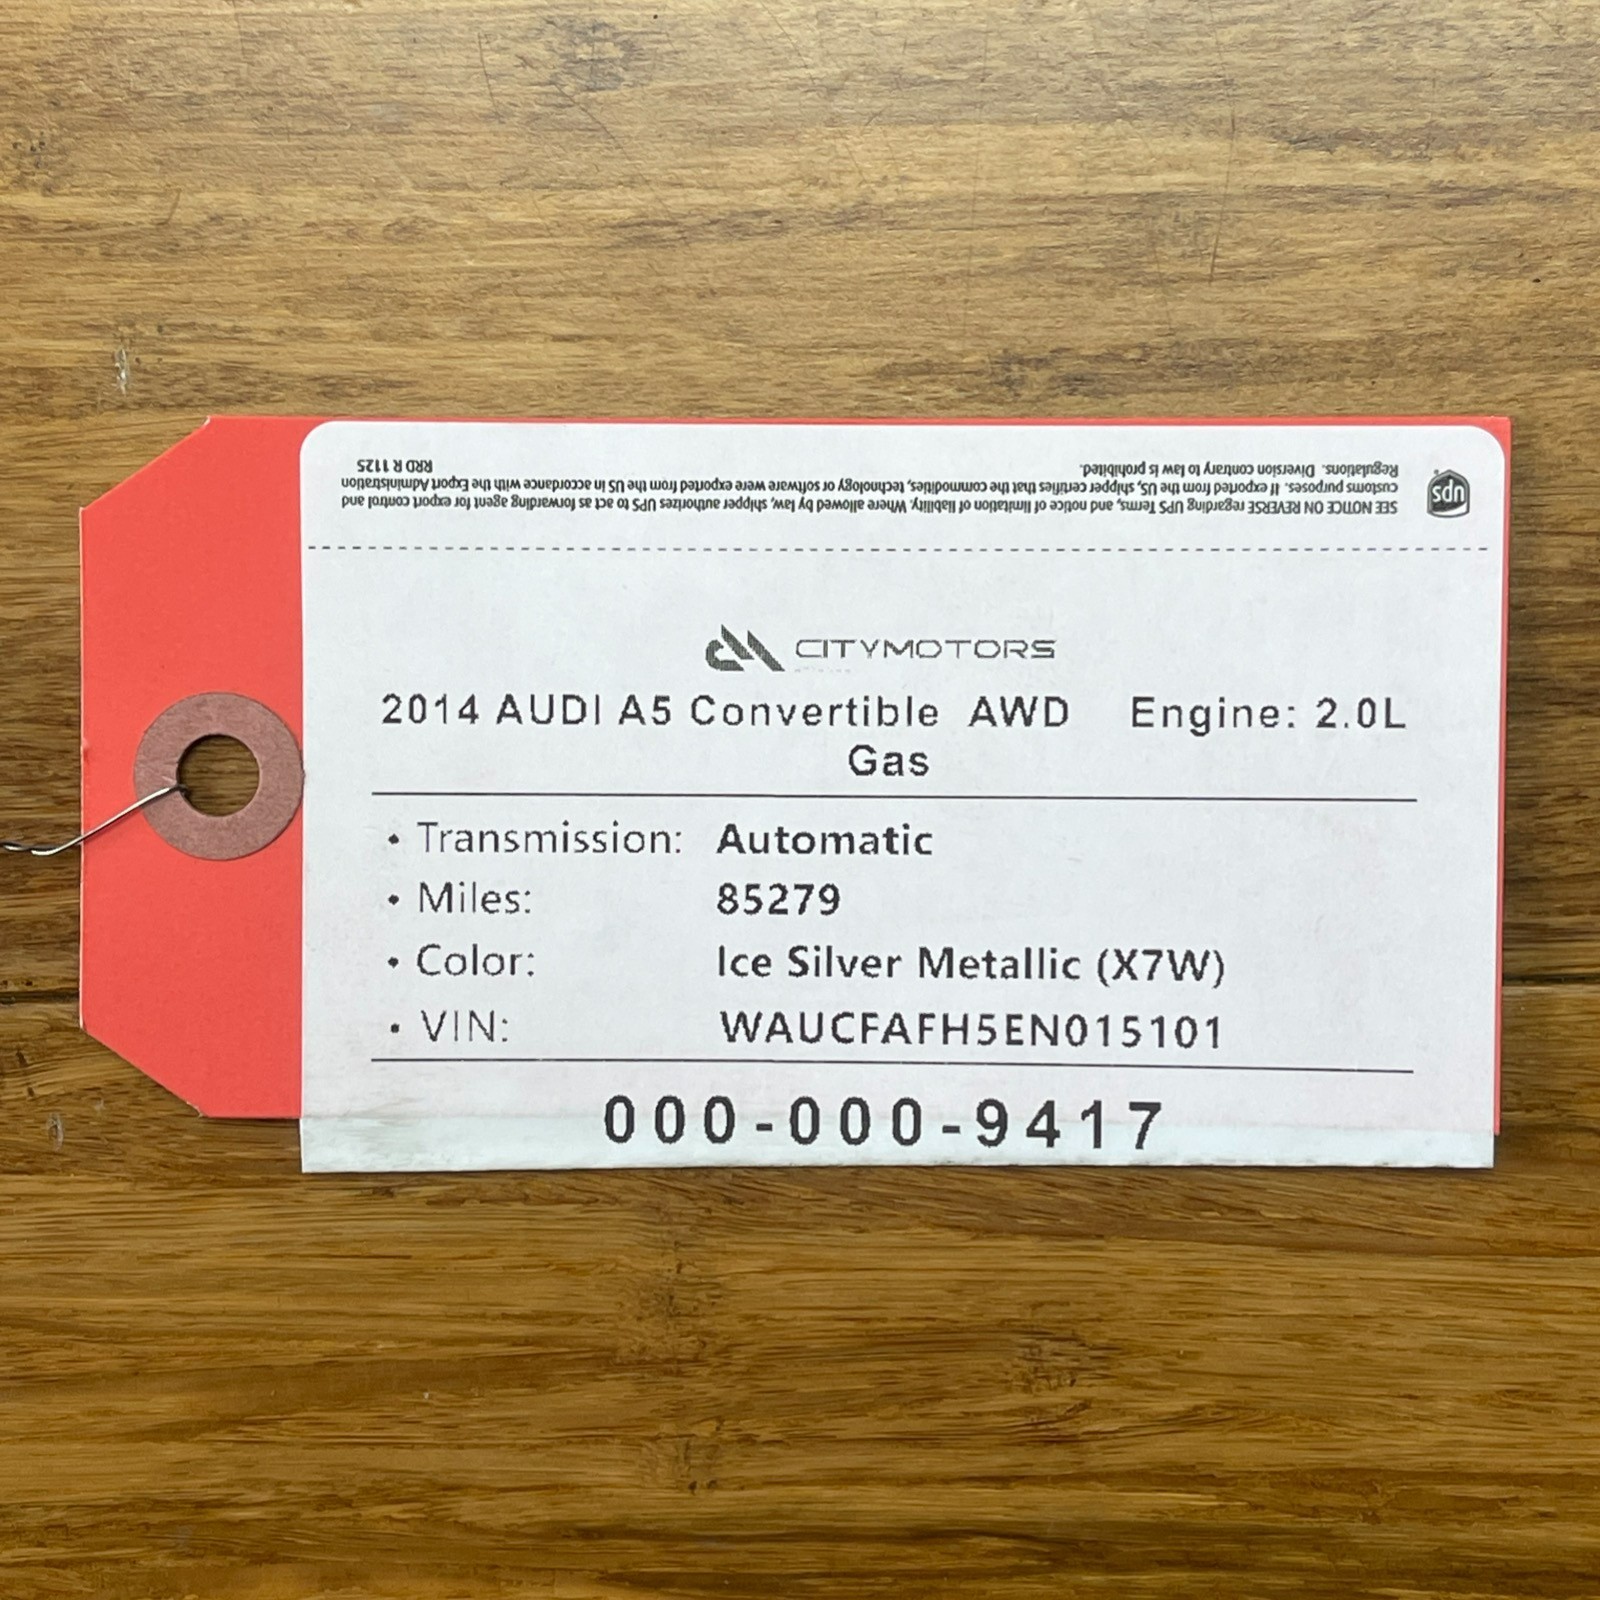 SEE NOTICE ON REVERSE regarding UPS Terms, and notice of limitation of liability. Where allowed by law, shipper authorizes UPS to act as forwarding agent for export control and
customs purposes. If exported from the US, shipper certifies that the commodities, technology or software were exported from the US in accordance with the Export Administration
Regulations. Diversion contrary to law is prohibited. RRD R 1125
ups
CITYMOTORS
2014 AUDI A5 Convertible AWD Engine: 2.0L
Gas
• Transmission: Automatic
• Miles: 85279
• Color: Ice Silver Metallic (X7W)
• VIN: WAUCFAFH5EN015101
000-000-9417